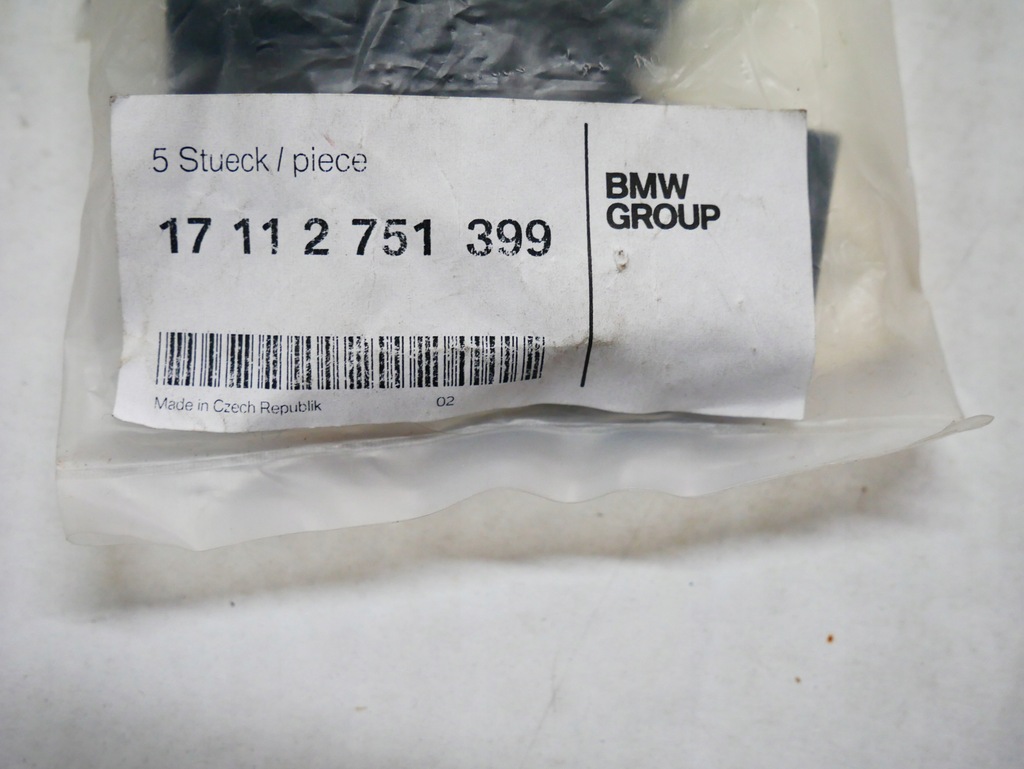 5 Stueck / piece
17 11 2 751 399
BMW
GROUP
Made in Czech Republik 02